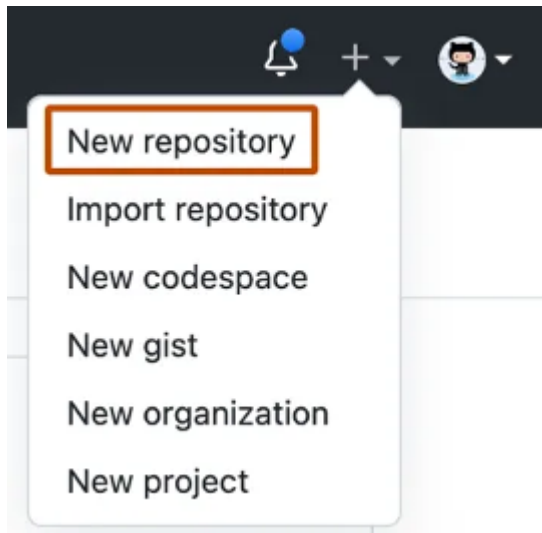 New repository
Import repository
New codespace
New gist
New organization
New project